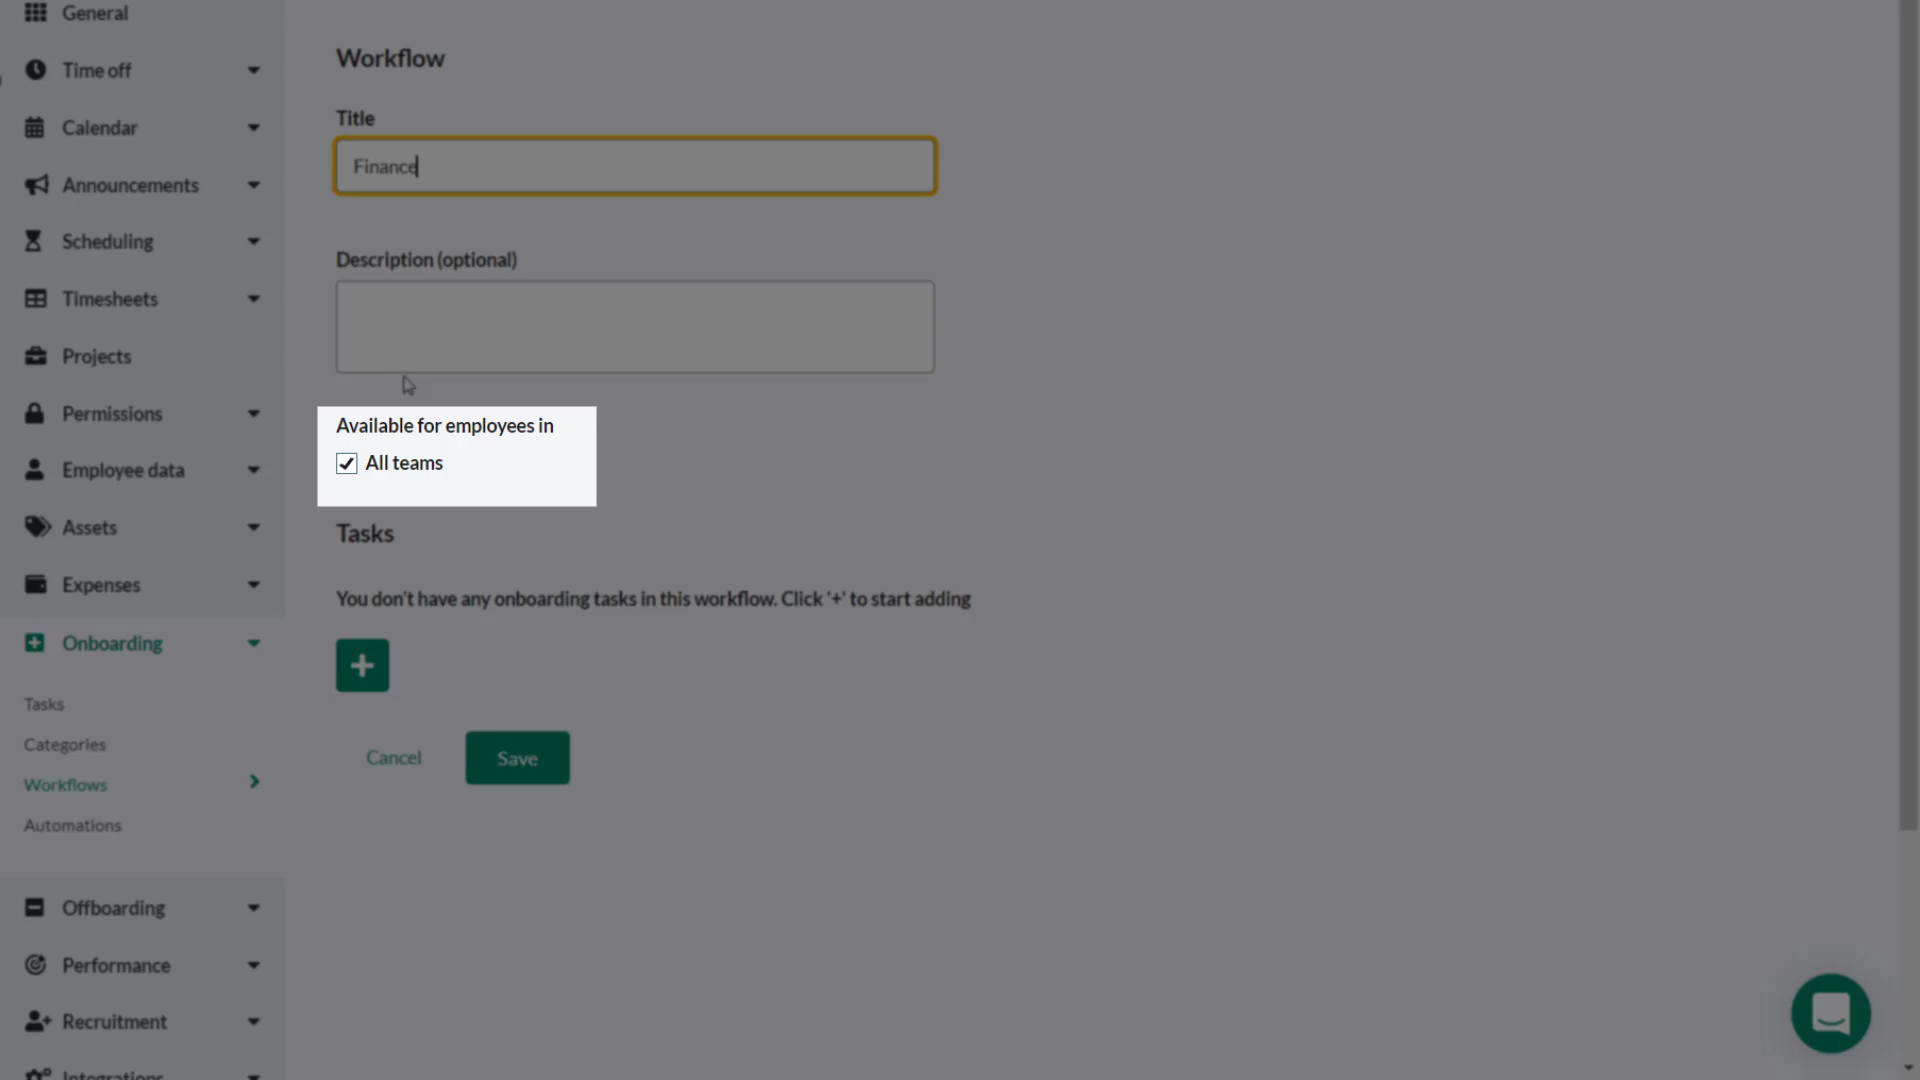 General
Time off
Calendar
Announcements
Scheduling
Timesheets
Projects
Permissions
Employee data
Assets
Expenses
Onboarding
Tasks
Categories
Workflows
Automations
Offboarding
Performance
Recruitment
Integrations
Workflow
Title
Finance
Description (optional)
Available for employees in
All teams
Tasks
You don't have any onboarding tasks in this workflow. Click '+' to start adding
Cancel
Save